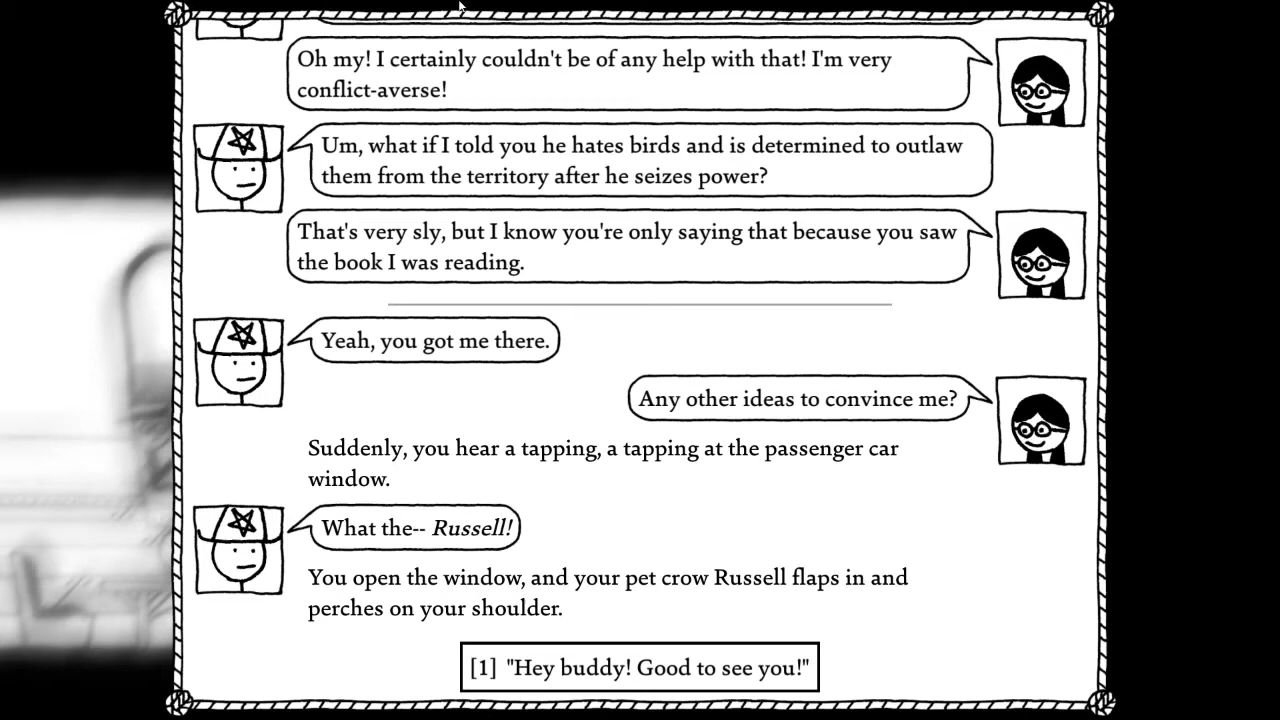 Oh my! I certainly couldn't be of any help with that! I'm very
conflict-averse!
Um, what if I told you he hates birds and is determined to outlaw
them from the territory after he seizes power?
That's very sly, but I know you're only saying that because you saw
the book I was reading.
Yeah, you got me there.
Any other ideas to convince me?
Suddenly, you hear a tapping, a tapping at the passenger car
window.
What the-- Russell!
You open the window, and your pet crow Russell flaps in and
perches on your shoulder.
[1] "Hey buddy! Good to see you!"